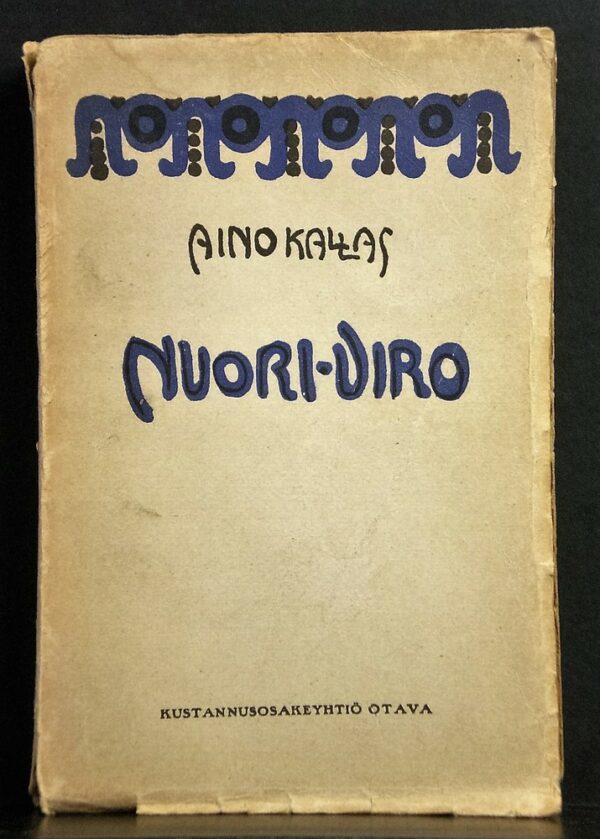 AINO KALLAS
NUORI-VIRO
KUSTANNUSOSAKEYHTIÖ OTAVA